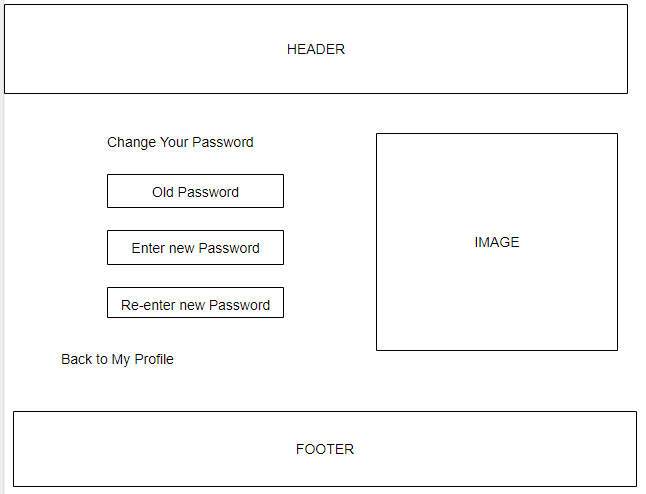 HEADER
Change Your Password
Old Password
Enter new Password
Re-enter new Password
IMAGE
Back to My Profile
FOOTER